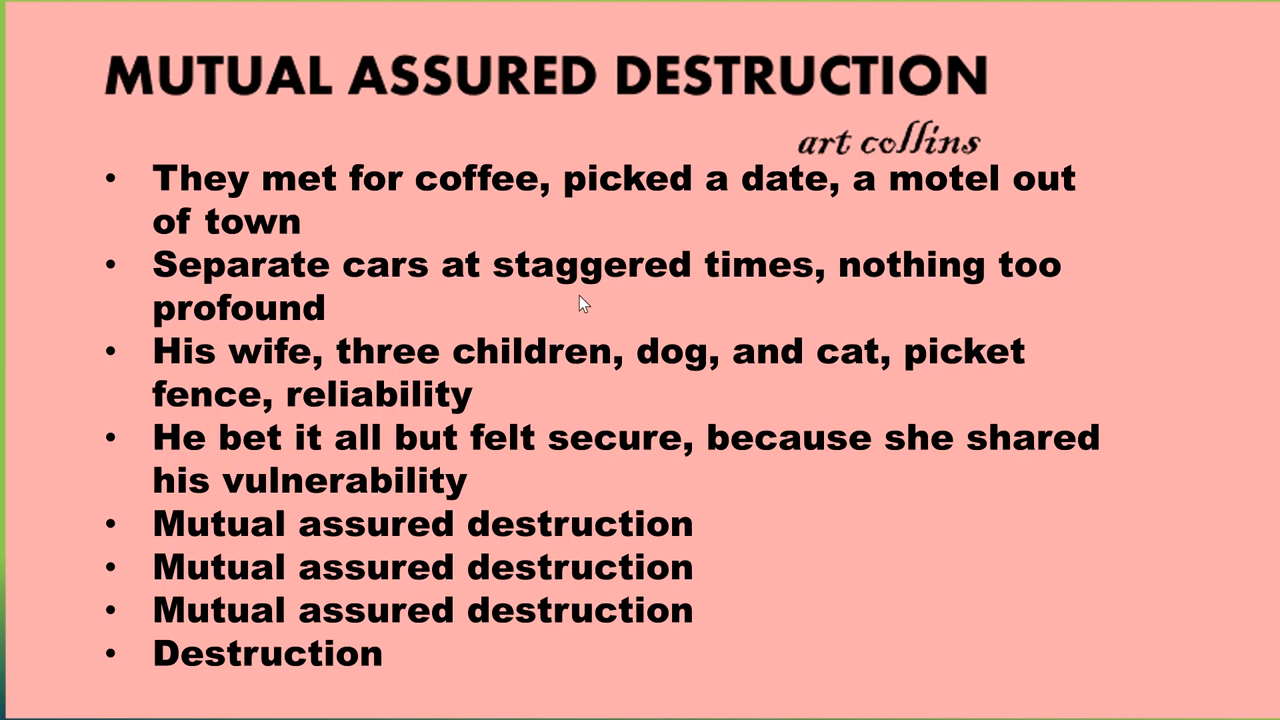 MUTUAL ASSURED DESTRUCTION
art collins
• They met for coffee, picked a date, a motel out
of town
• Separate cars at staggered times, nothing too
profound
• His wife, three children, dog, and cat, picket
fence, reliability
• He bet it all but felt secure, because she shared
his vulnerability
• Mutual assured destruction
• Mutual assured destruction
• Mutual assured destruction
• Destruction